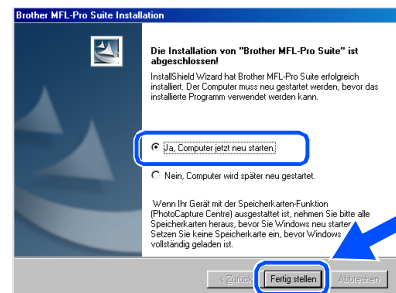 Brother MFL-Pro Suite Installation
Die Installation von "Brother MFL-Pro Suite" ist
abgeschlossen!
InstallShield Wizard hat Brother MFL-Pro Suite erfolgreich
installiert. Der Computer muss neu gestartet werden, bevor das
installierte Programm verwendet werden kann.
Ja, Computer jetzt neu starten.
Nein, Computer wird später neu gestartet.
Wenn Ihr Gerät mit der Speicherkarten-Funktion
(PhotoCapture Centre) ausgestattet ist, nehmen Sie bitte alle
Speicherkarten heraus, bevor Sie Windows neu starten.
Setzen Sie keine Speicherkarte ein, bevor Windows
vollständig geladen ist.
< Zurück Fertig stellen Abbrechen